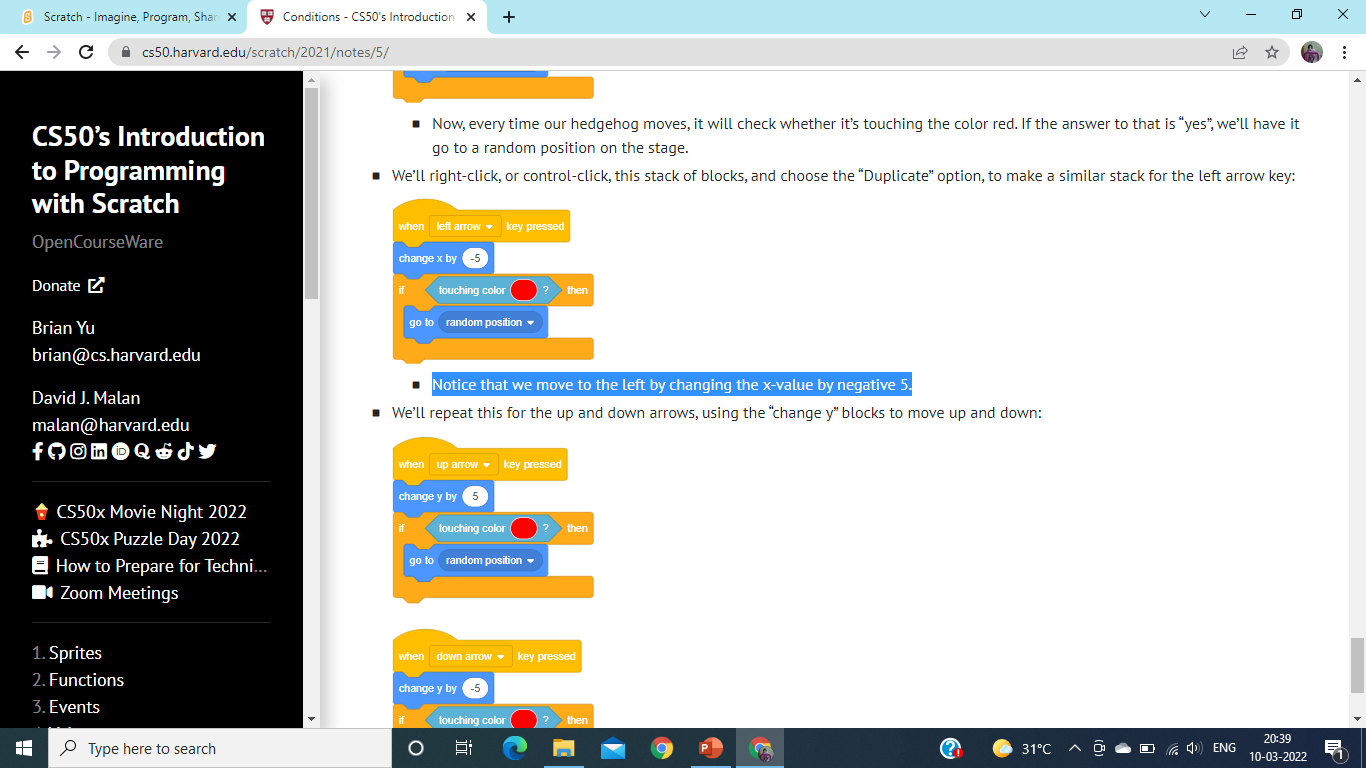 Scratch - Imagine, Program, Shar
Conditions - CS50's Introduction
cs50.harvard.edu/scratch/2021/notes/5/
CS50’s Introduction
to Programming
with Scratch
OpenCourseWare
Donate
Brian Yu
brian@cs.harvard.edu
David J. Malan
malan@harvard.edu
CS50x Movie Night 2022
CS50x Puzzle Day 2022
How to Prepare for Techni...
Zoom Meetings
1. Sprites
2. Functions
3. Events
Now, every time our hedgehog moves, it will check whether it’s touching the color red. If the answer to that is “yes”, we’ll have it
go to a random position on the stage.
We’ll right-click, or control-click, this stack of blocks, and choose the “Duplicate” option, to make a similar stack for the left arrow key:
when left arrow key pressed
change x by -5
if touching color ? then
go to random position
Notice that we move to the left by changing the x-value by negative 5.
We’ll repeat this for the up and down arrows, using the “change y” blocks to move up and down:
when up arrow key pressed
change y by 5
if touching color ? then
go to random position
when down arrow key pressed
change y by -5
if touching color ? then
Type here to search
31°C
ENG
20:39
10-03-2022
1